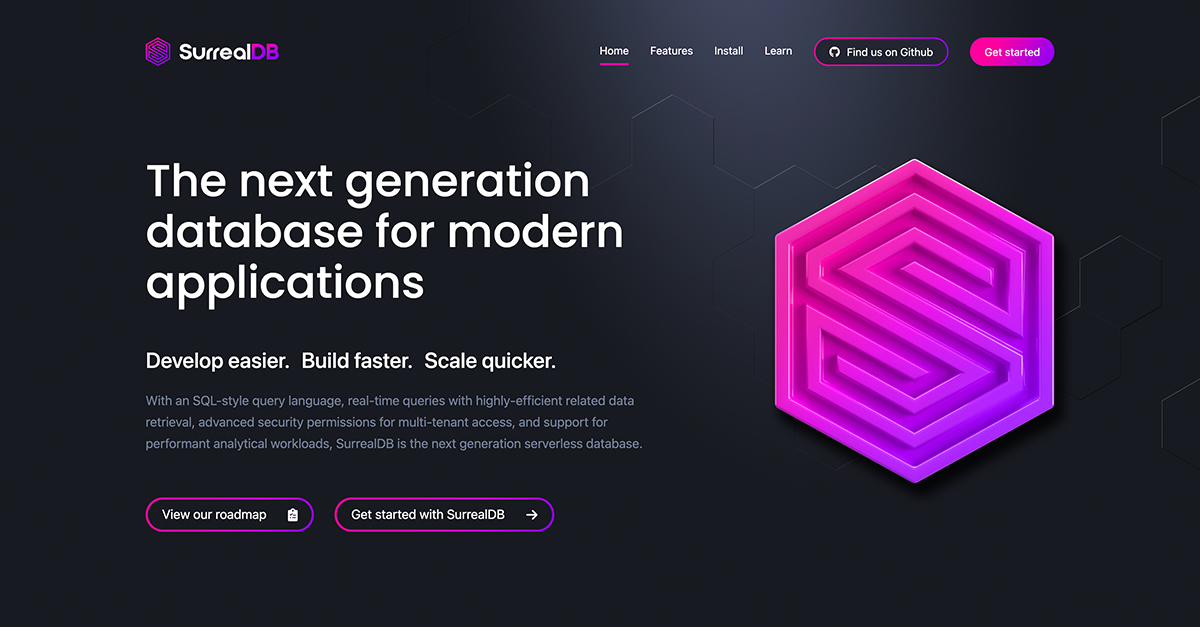 SurrealDB
Home Features Install Learn Find us on Github Get started
The next generation
database for modern
applications
Develop easier. Build faster. Scale quicker.
With an SQL-style query language, real-time queries with highly-efficient related data
retrieval, advanced security permissions for multi-tenant access, and support for
performant analytical workloads, SurrealDB is the next generation serverless database.
View our roadmap
Get started with SurrealDB